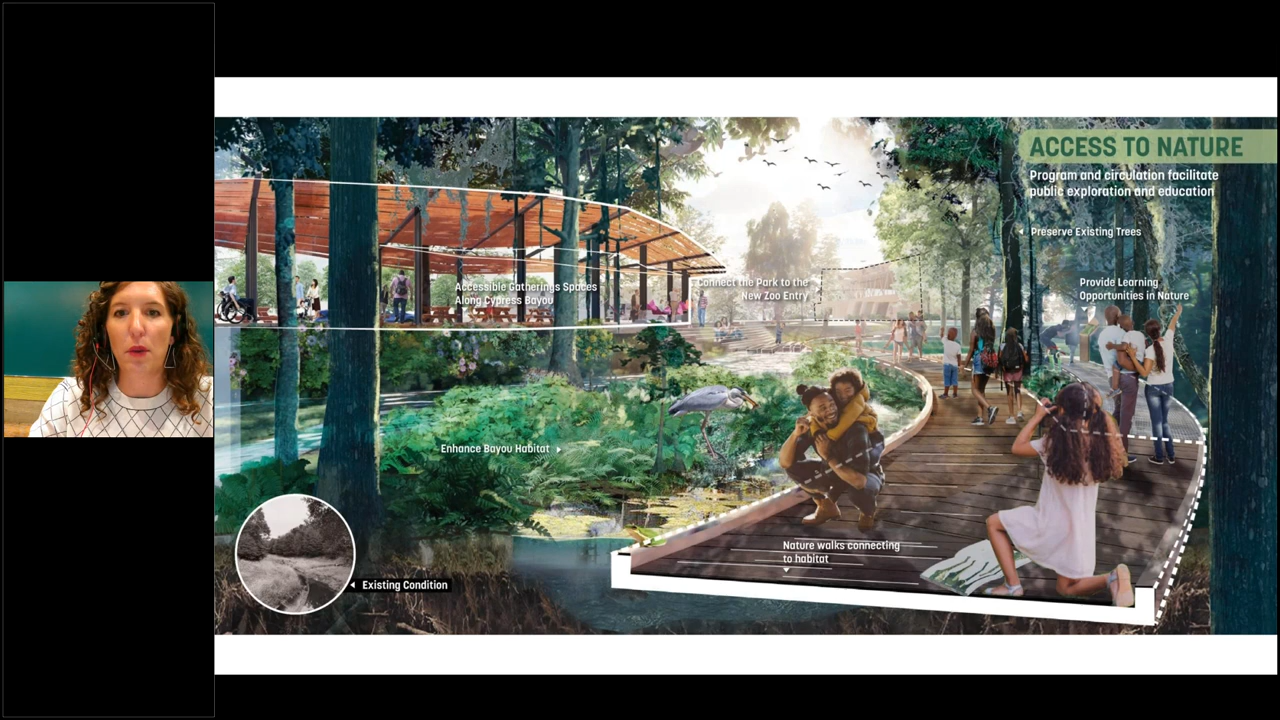 ACCESS TO NATURE
Program and circulation facilitate
public exploration and education
Preserve Existing Trees
Provide Learning
Opportunities in Nature
Connect the Park to the
New Zoo Entry
Accessible Gatherings Spaces
Along Cypress Bayou
Enhance Bayou Habitat
Nature walks connecting
to habitat
Existing Condition